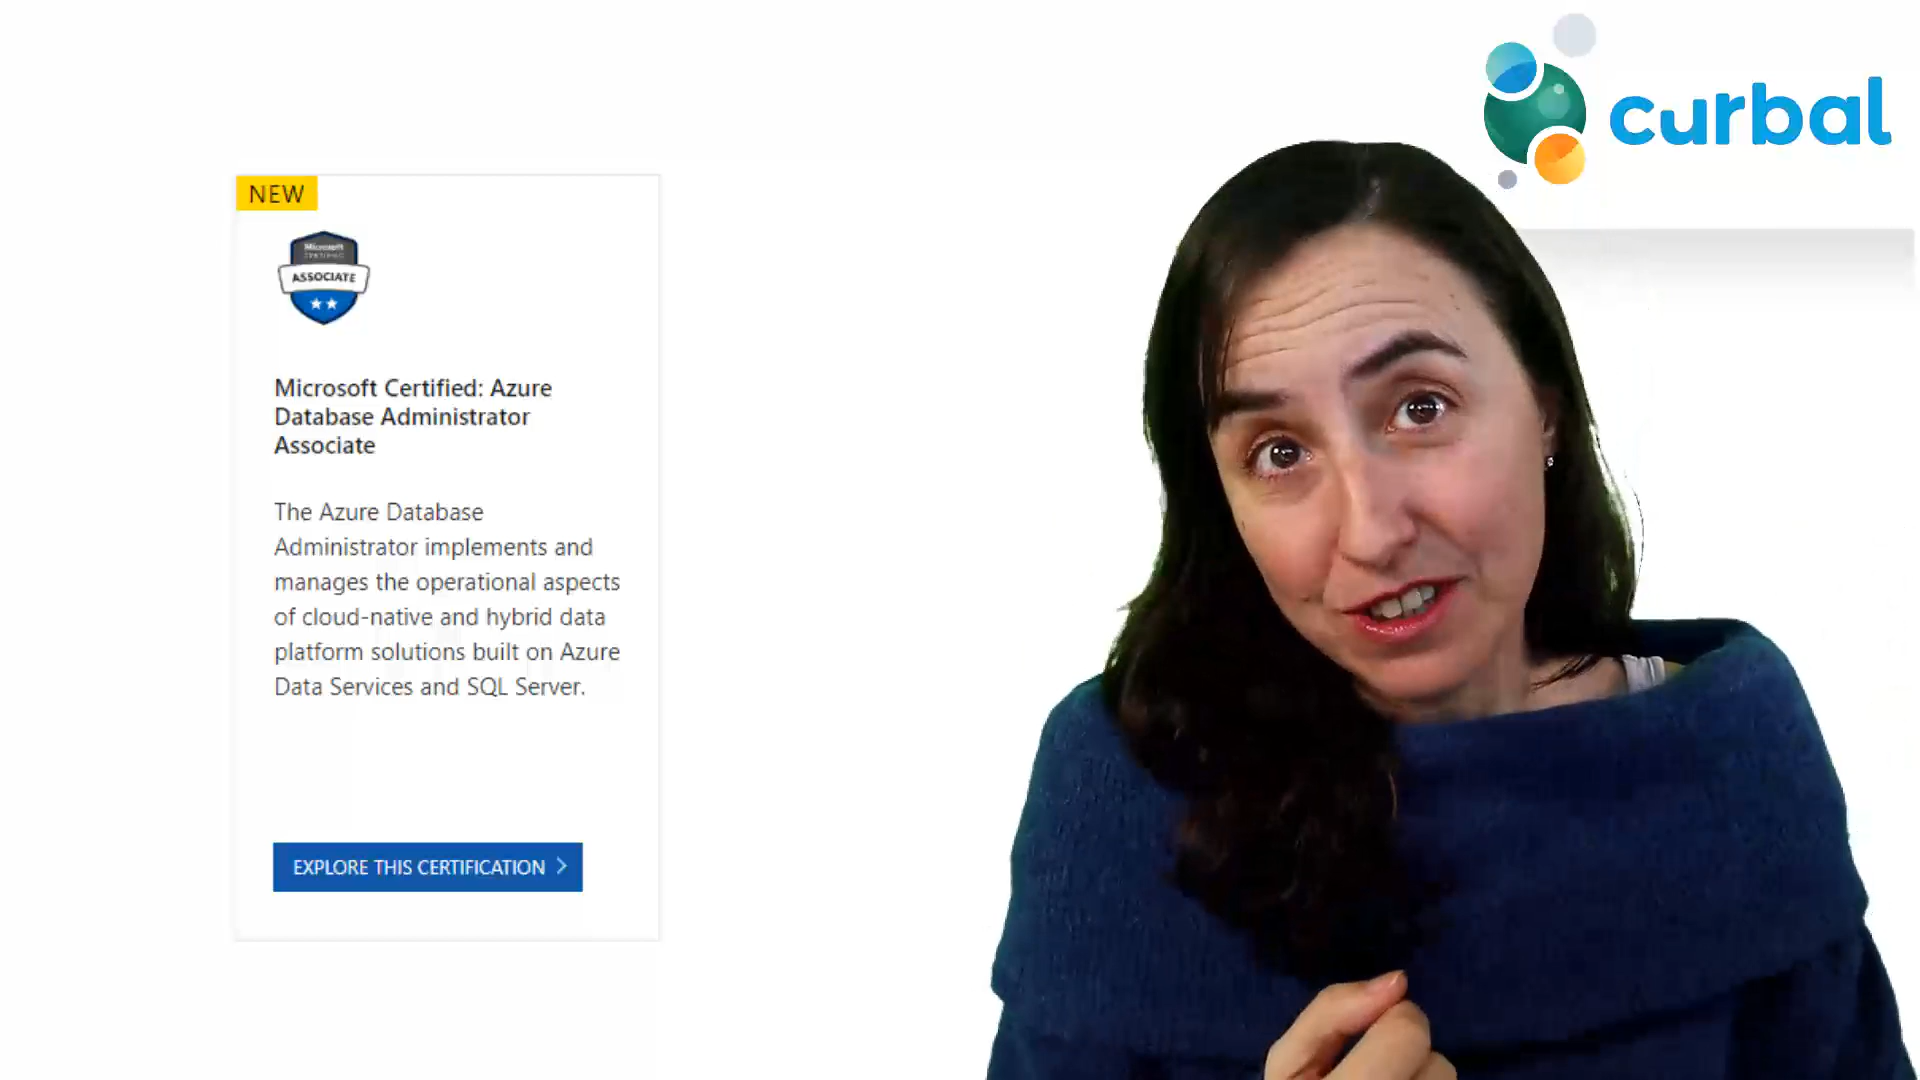 curbal
NEW
Microsoft
CERTIFIED
ASSOCIATE
Microsoft Certified: Azure
Database Administrator
Associate
The Azure Database
Administrator implements and
manages the operational aspects
of cloud-native and hybrid data
platform solutions built on Azure
Data Services and SQL Server.
EXPLORE THIS CERTIFICATION